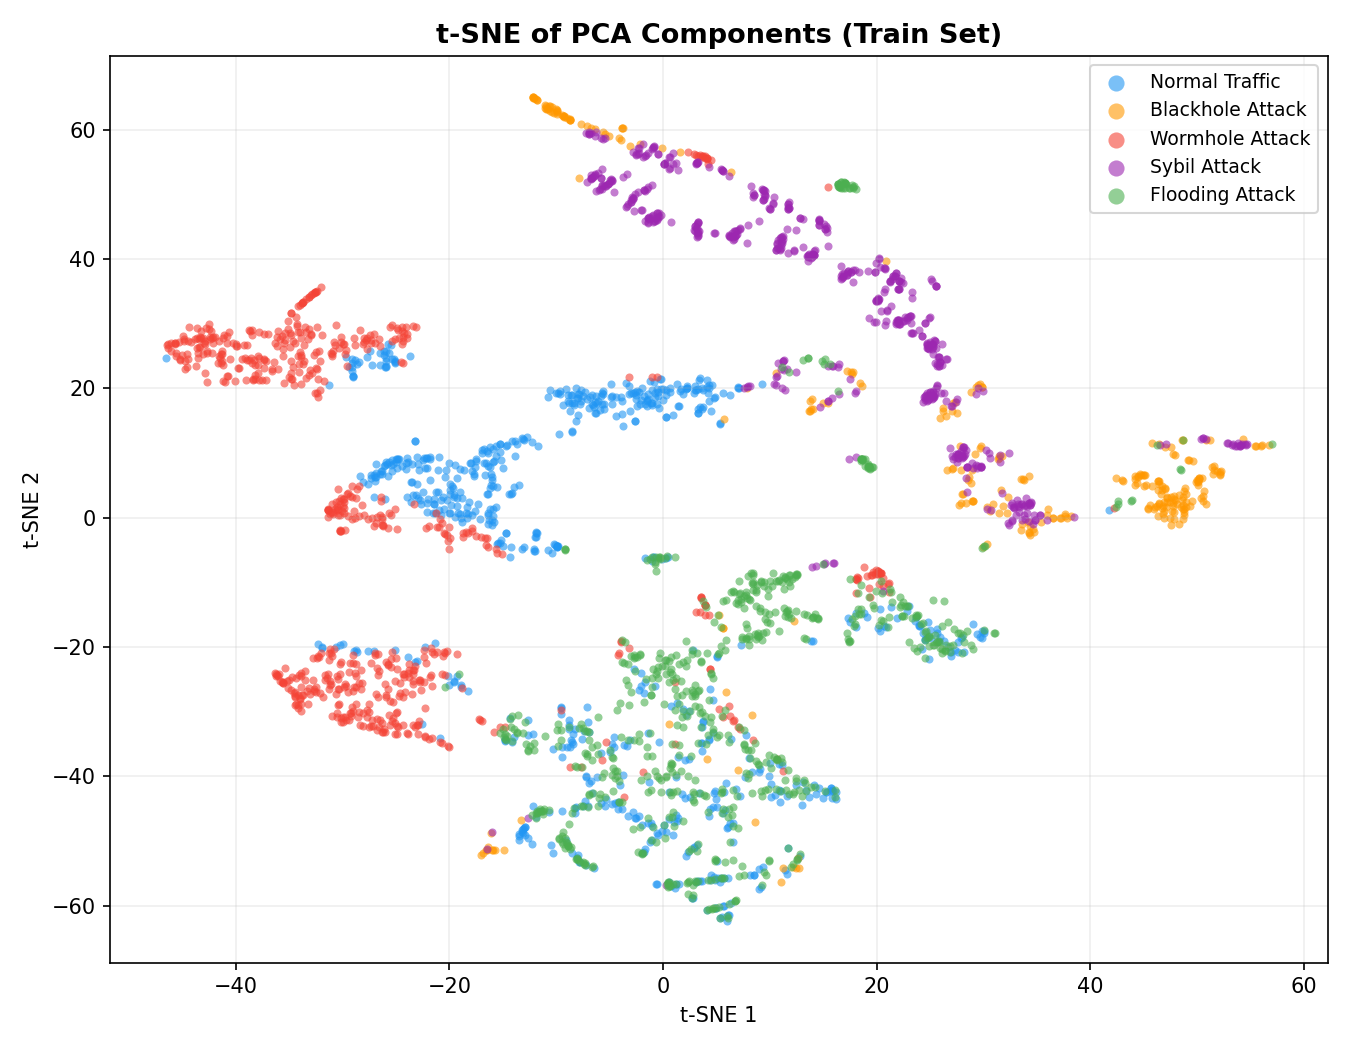 t-SNE of PCA Components (Train Set)
Normal Traffic
Blackhole Attack
Wormhole Attack
Sybil Attack
Flooding Attack
60
40
20
0
−20
−40
−60
t-SNE 2
−40
−20
0
20
40
60
t-SNE 1